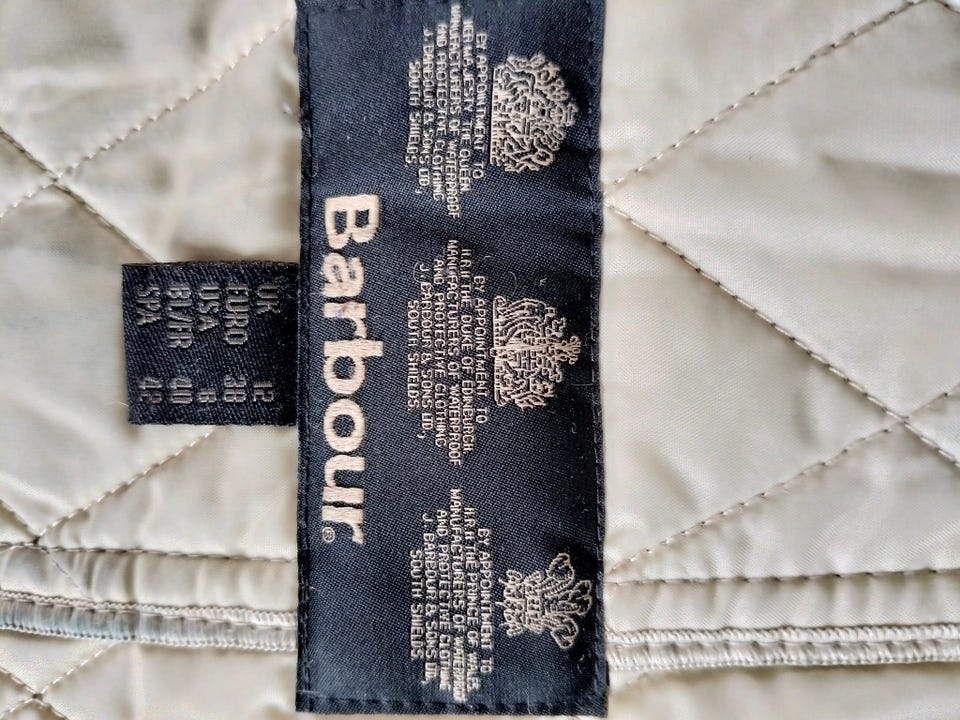 BY APPOINTMENT TO
HER MAJESTY THE QUEEN
MANUFACTURERS OF WATERPROOF
AND PROTECTIVE CLOTHING
J. BARBOUR & SONS LTD,
SOUTH SHIELDS
BY APPOINTMENT TO
H.R.H THE DUKE OF EDINBURGH
MANUFACTURERS OF WATERPROOF
AND PROTECTIVE CLOTHING
J. BARBOUR & SONS LTD,
SOUTH SHIELDS.
BY APPOINTMENT TO
H.R.H THE PRINCE OF WALES
MANUFACTURERS OF WATERPROOF
AND PROTECTIVE CLOTHING
J. BARBOUR & SONS LTD.
SOUTH SHIELDS
Barbour®
UK 12
EURO 38
USA
BE/FR 40
SPA 42